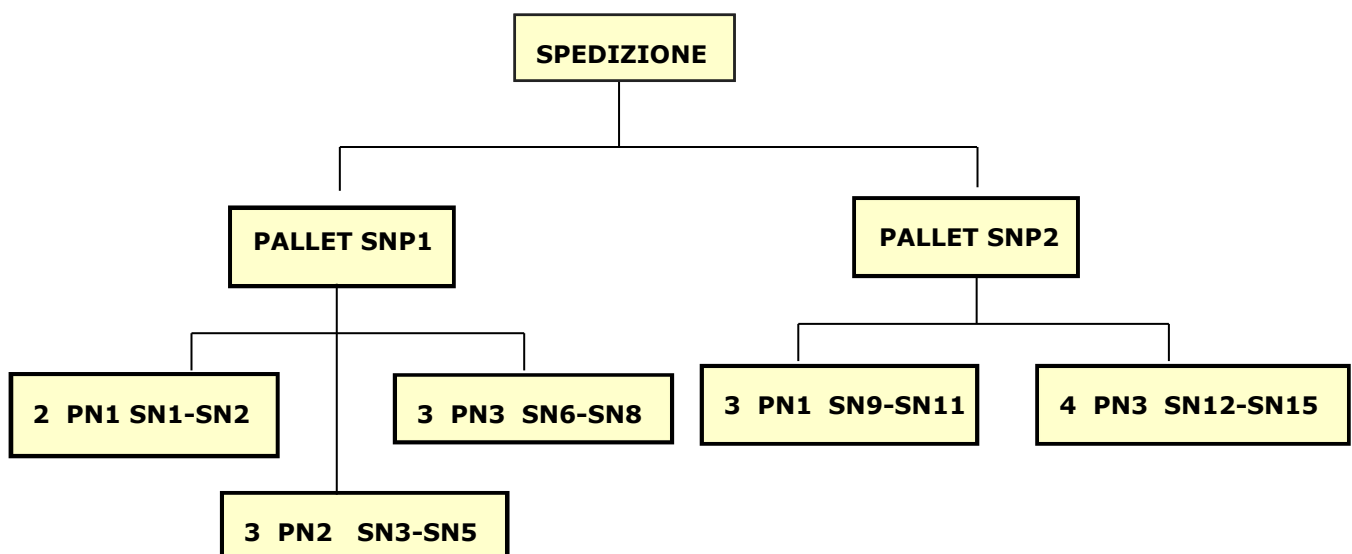 SPEDIZIONE
PALLET SNP1
PALLET SNP2
2 PN1 SN1-SN2
3 PN3 SN6-SN8
3 PN1 SN9-SN11
4 PN3 SN12-SN15
3 PN2 SN3-SN5